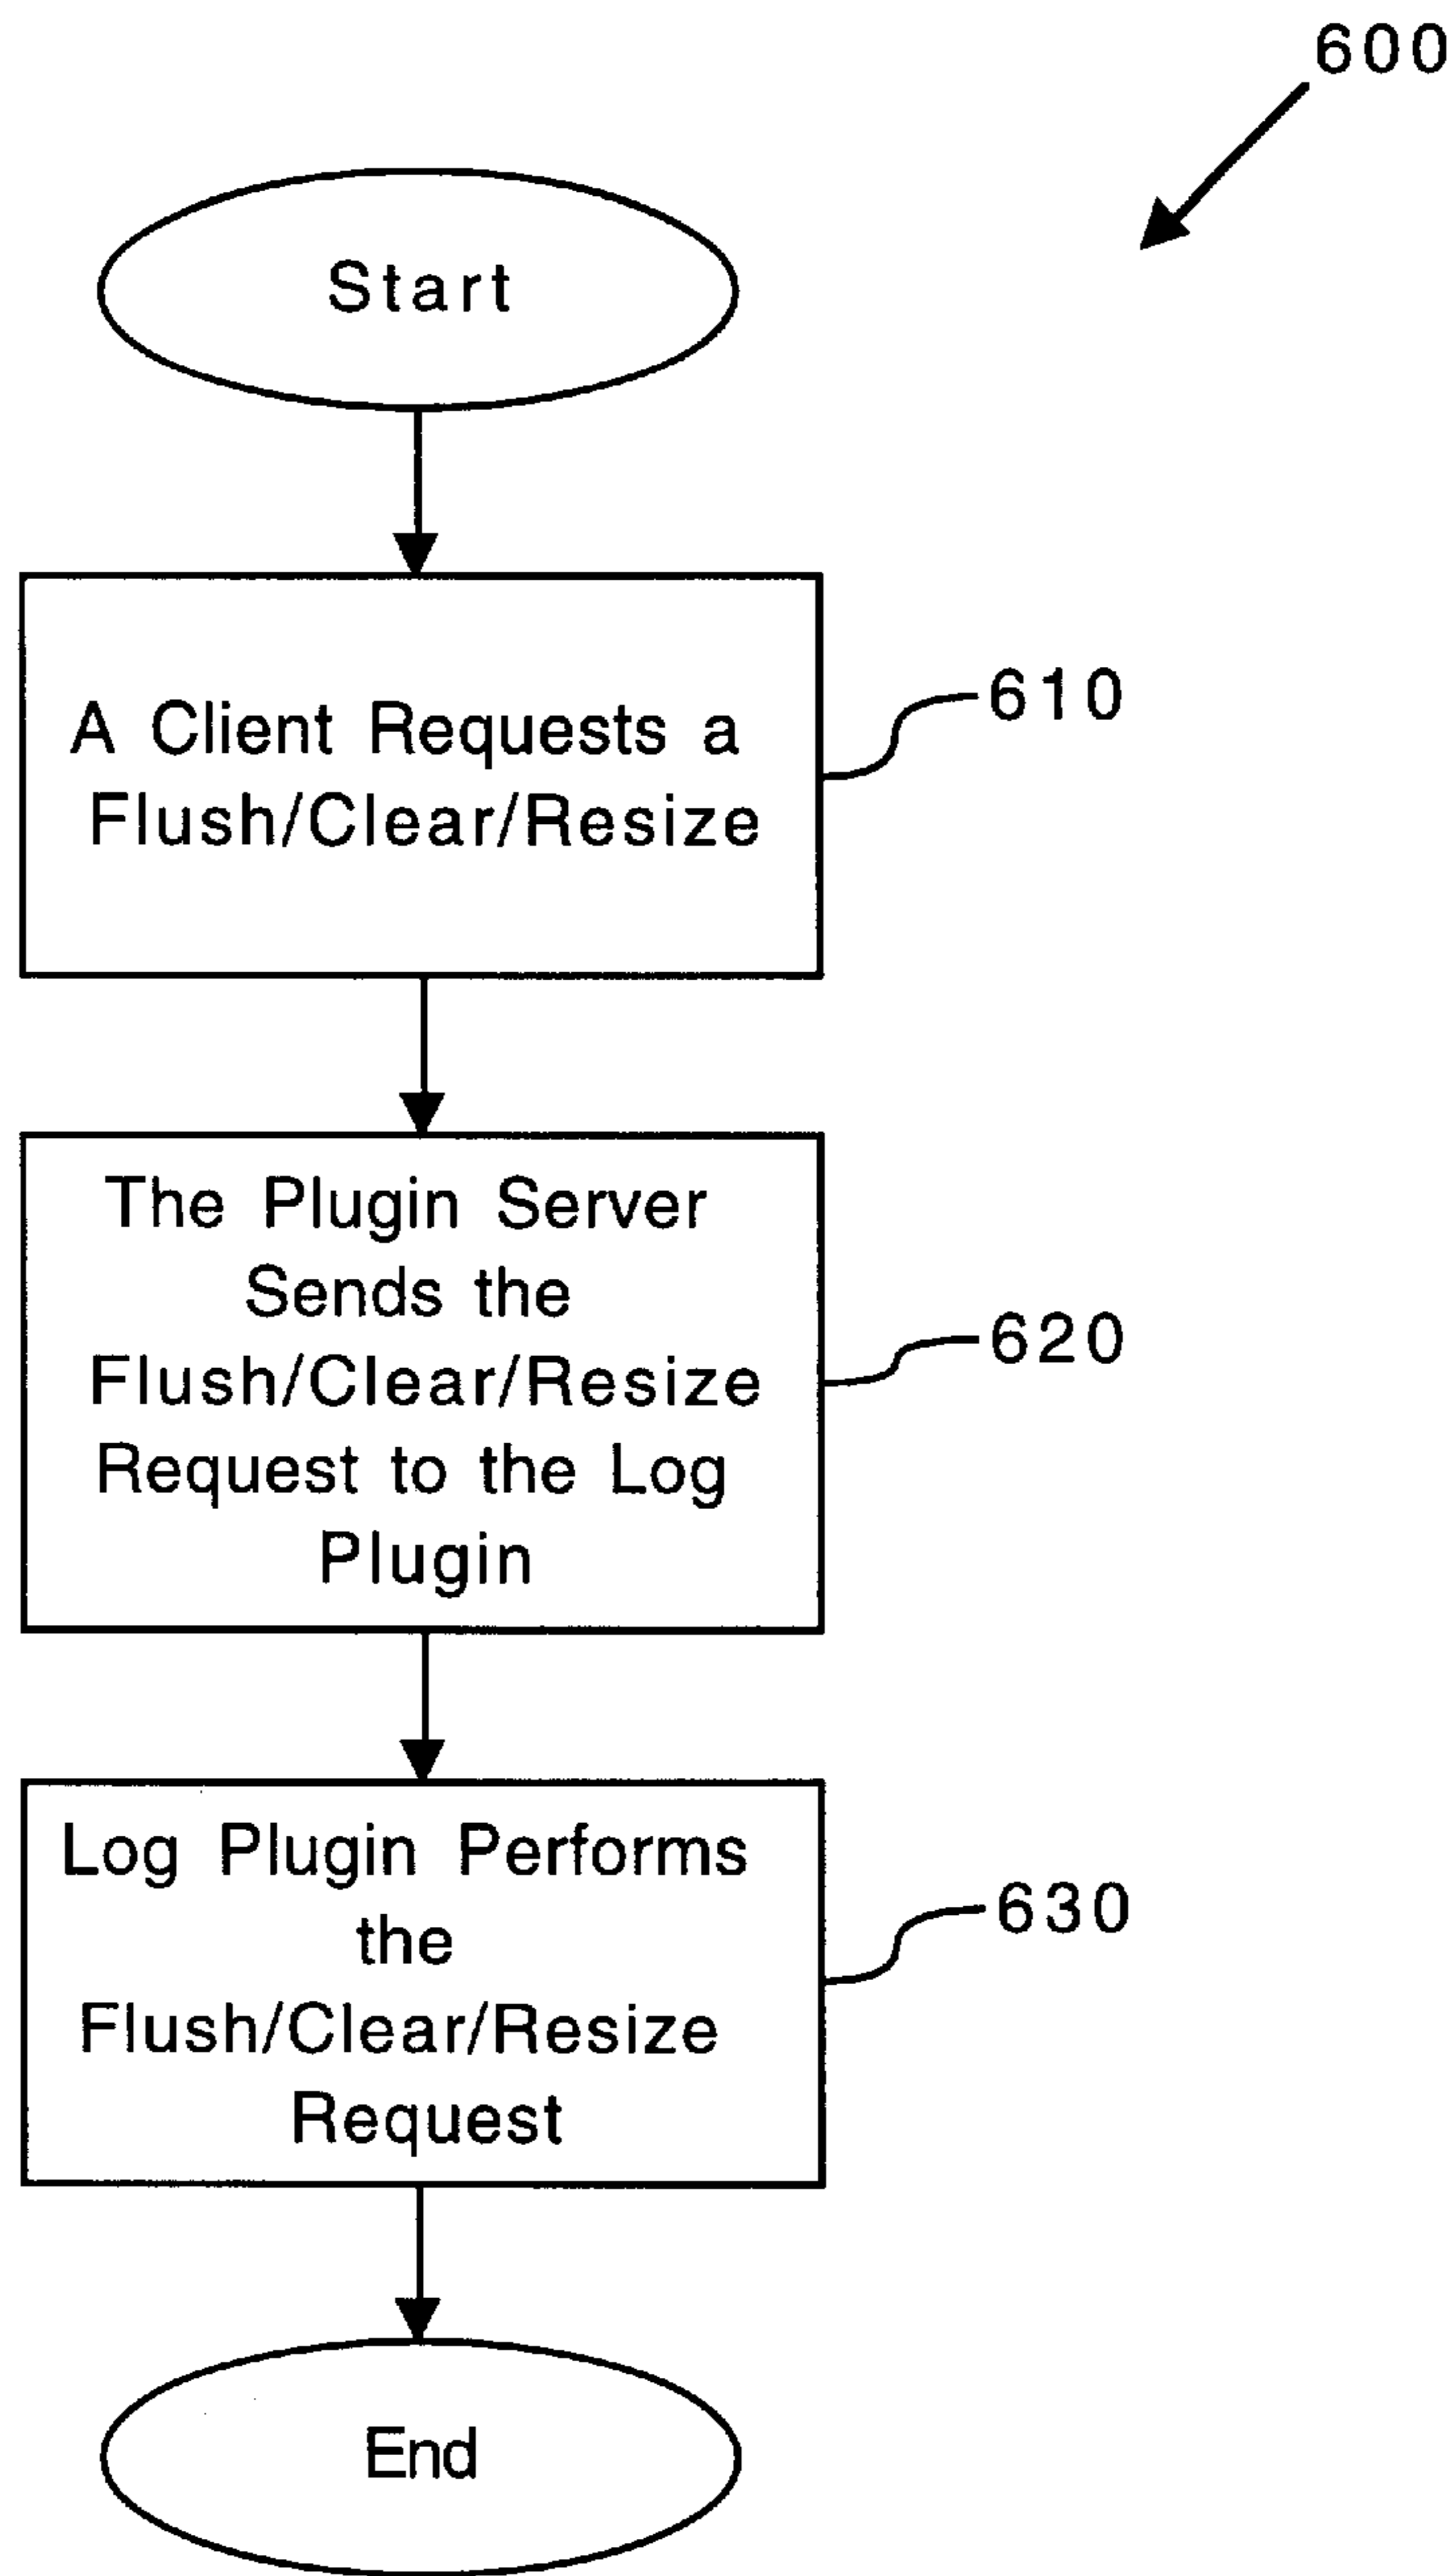 600
Start
A Client Requests a
Flush/Clear/Resize
610
The Plugin Server
Sends the
Flush/Clear/Resize
Request to the Log
Plugin
620
Log Plugin Performs
the
Flush/Clear/Resize
Request
630
End